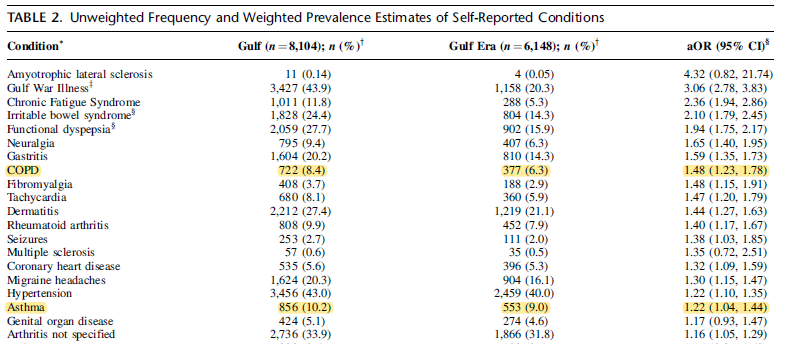 TABLE 2. Unweighted Frequency and Weighted Prevalence Estimates of Self-Reported Conditions
Condition* Gulf (n = 8,104); n (%)† Gulf Era (n = 6,148); n (%)† aOR (95% CI)§
Amyotrophic lateral sclerosis 11 (0.14) 4 (0.05) 4.32 (0.82, 21.74)
Gulf War Illness‡ 3,427 (43.9) 1,158 (20.3) 3.06 (2.78, 3.83)
Chronic Fatigue Syndrome 1,011 (11.8) 288 (5.3) 2.36 (1.94, 2.86)
Irritable bowel syndrome§ 1,828 (24.4) 804 (14.3) 2.10 (1.79, 2.45)
Functional dyspepsia§ 2,059 (27.7) 902 (15.9) 1.94 (1.75, 2.17)
Neuralgia 795 (9.4) 407 (6.3) 1.65 (1.40, 1.95)
Gastritis 1,604 (20.2) 810 (14.3) 1.59 (1.35, 1.73)
COPD 722 (8.4) 377 (6.3) 1.48 (1.23, 1.78)
Fibromyalgia 408 (3.7) 188 (2.9) 1.48 (1.15, 1.91)
Tachycardia 680 (8.1) 360 (5.9) 1.47 (1.20, 1.79)
Dermatitis 2,212 (27.4) 1,219 (21.1) 1.44 (1.27, 1.63)
Rheumatoid arthritis 808 (9.9) 452 (7.9) 1.40 (1.17, 1.67)
Seizures 253 (2.7) 111 (2.0) 1.38 (1.03, 1.85)
Multiple sclerosis 57 (0.6) 35 (0.5) 1.35 (0.72, 2.51)
Coronary heart disease 535 (5.6) 396 (5.3) 1.32 (1.09, 1.59)
Migraine headaches 1,624 (20.3) 904 (16.1) 1.30 (1.15, 1.47)
Hypertension 3,456 (43.0) 2,459 (40.0) 1.22 (1.10, 1.35)
Asthma 856 (10.2) 553 (9.0) 1.22 (1.04, 1.44)
Genital organ disease 424 (5.1) 274 (4.6) 1.17 (0.93, 1.47)
Arthritis not specified 2,736 (33.9) 1,866 (31.8) 1.16 (1.05, 1.29)